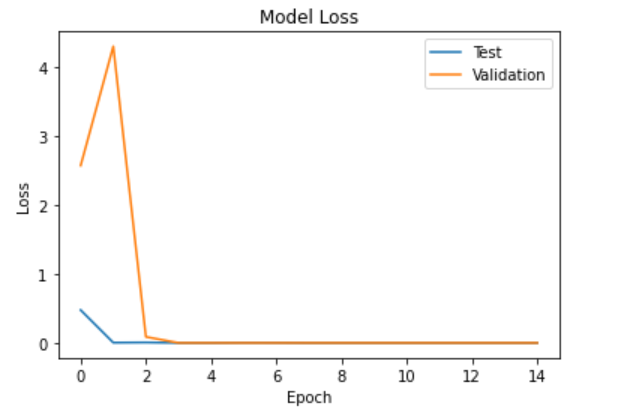 Model Loss
Test
Validation
4
3
2
1
0
Loss
0 2 4 6 8 10 12 14
Epoch